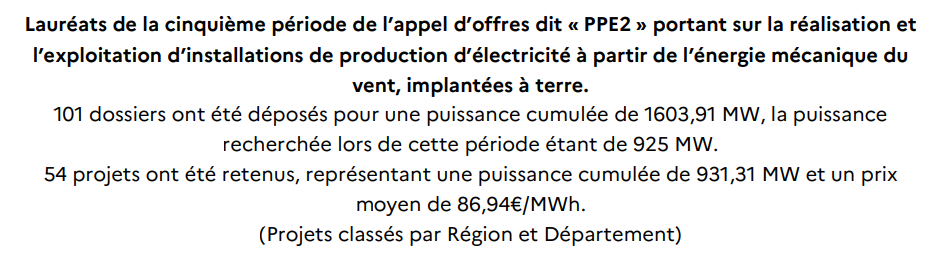 Lauréats de la cinquième période de l’appel d’offres dit « PPE2 » portant sur la réalisation et
l’exploitation d’installations de production d’électricité à partir de l’énergie mécanique du
vent, implantées à terre.
101 dossiers ont été déposés pour une puissance cumulée de 1603,91 MW, la puissance
recherchée lors de cette période étant de 925 MW.
54 projets ont été retenus, représentant une puissance cumulée de 931,31 MW et un prix
moyen de 86,94€/MWh.
(Projets classés par Région et Département)